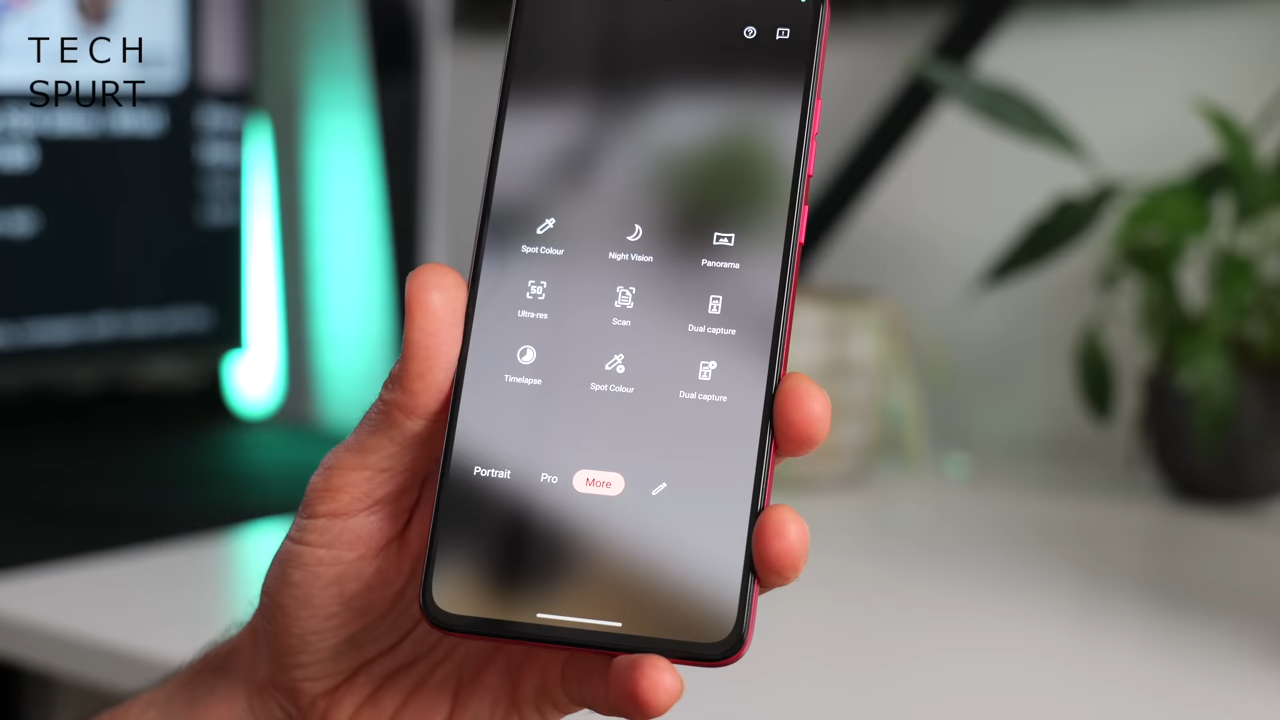 TECH
SPURT
Spot Colour
Night Vision
Panorama
50
Ultra-res
Scan
Dual capture
Timelapse
Spot Colour
Dual capture
Portrait
Pro
More